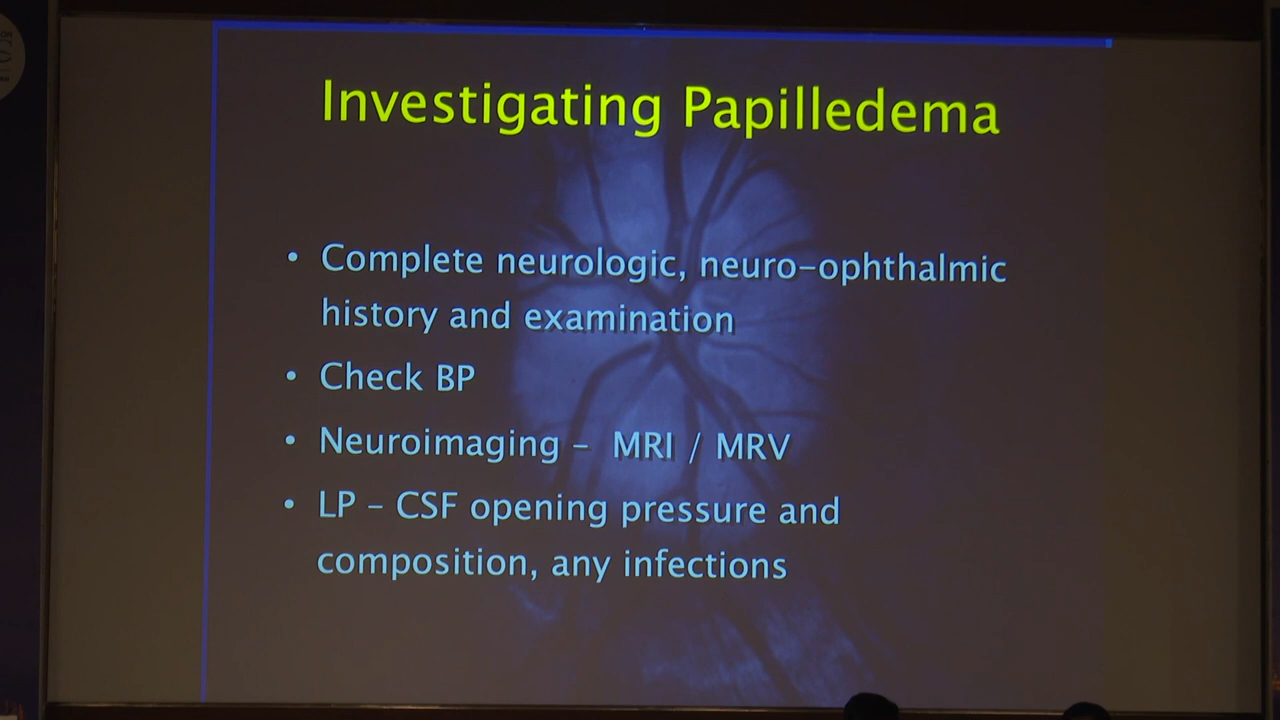 Investigating Papilledema
• Complete neurologic, neuro-ophthalmic
history and examination
• Check BP
• Neuroimaging – MRI / MRV
• LP – CSF opening pressure and
composition, any infections